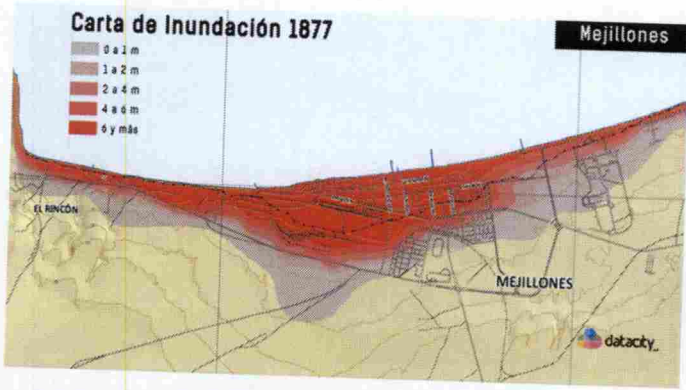 Carta de Inundación 1877
0 a 1 m
1 a 2 m
2 a 4 m
4 a 6 m
6 y más
Mejillones
EL RINCÓN
MEJILLONES
datacity